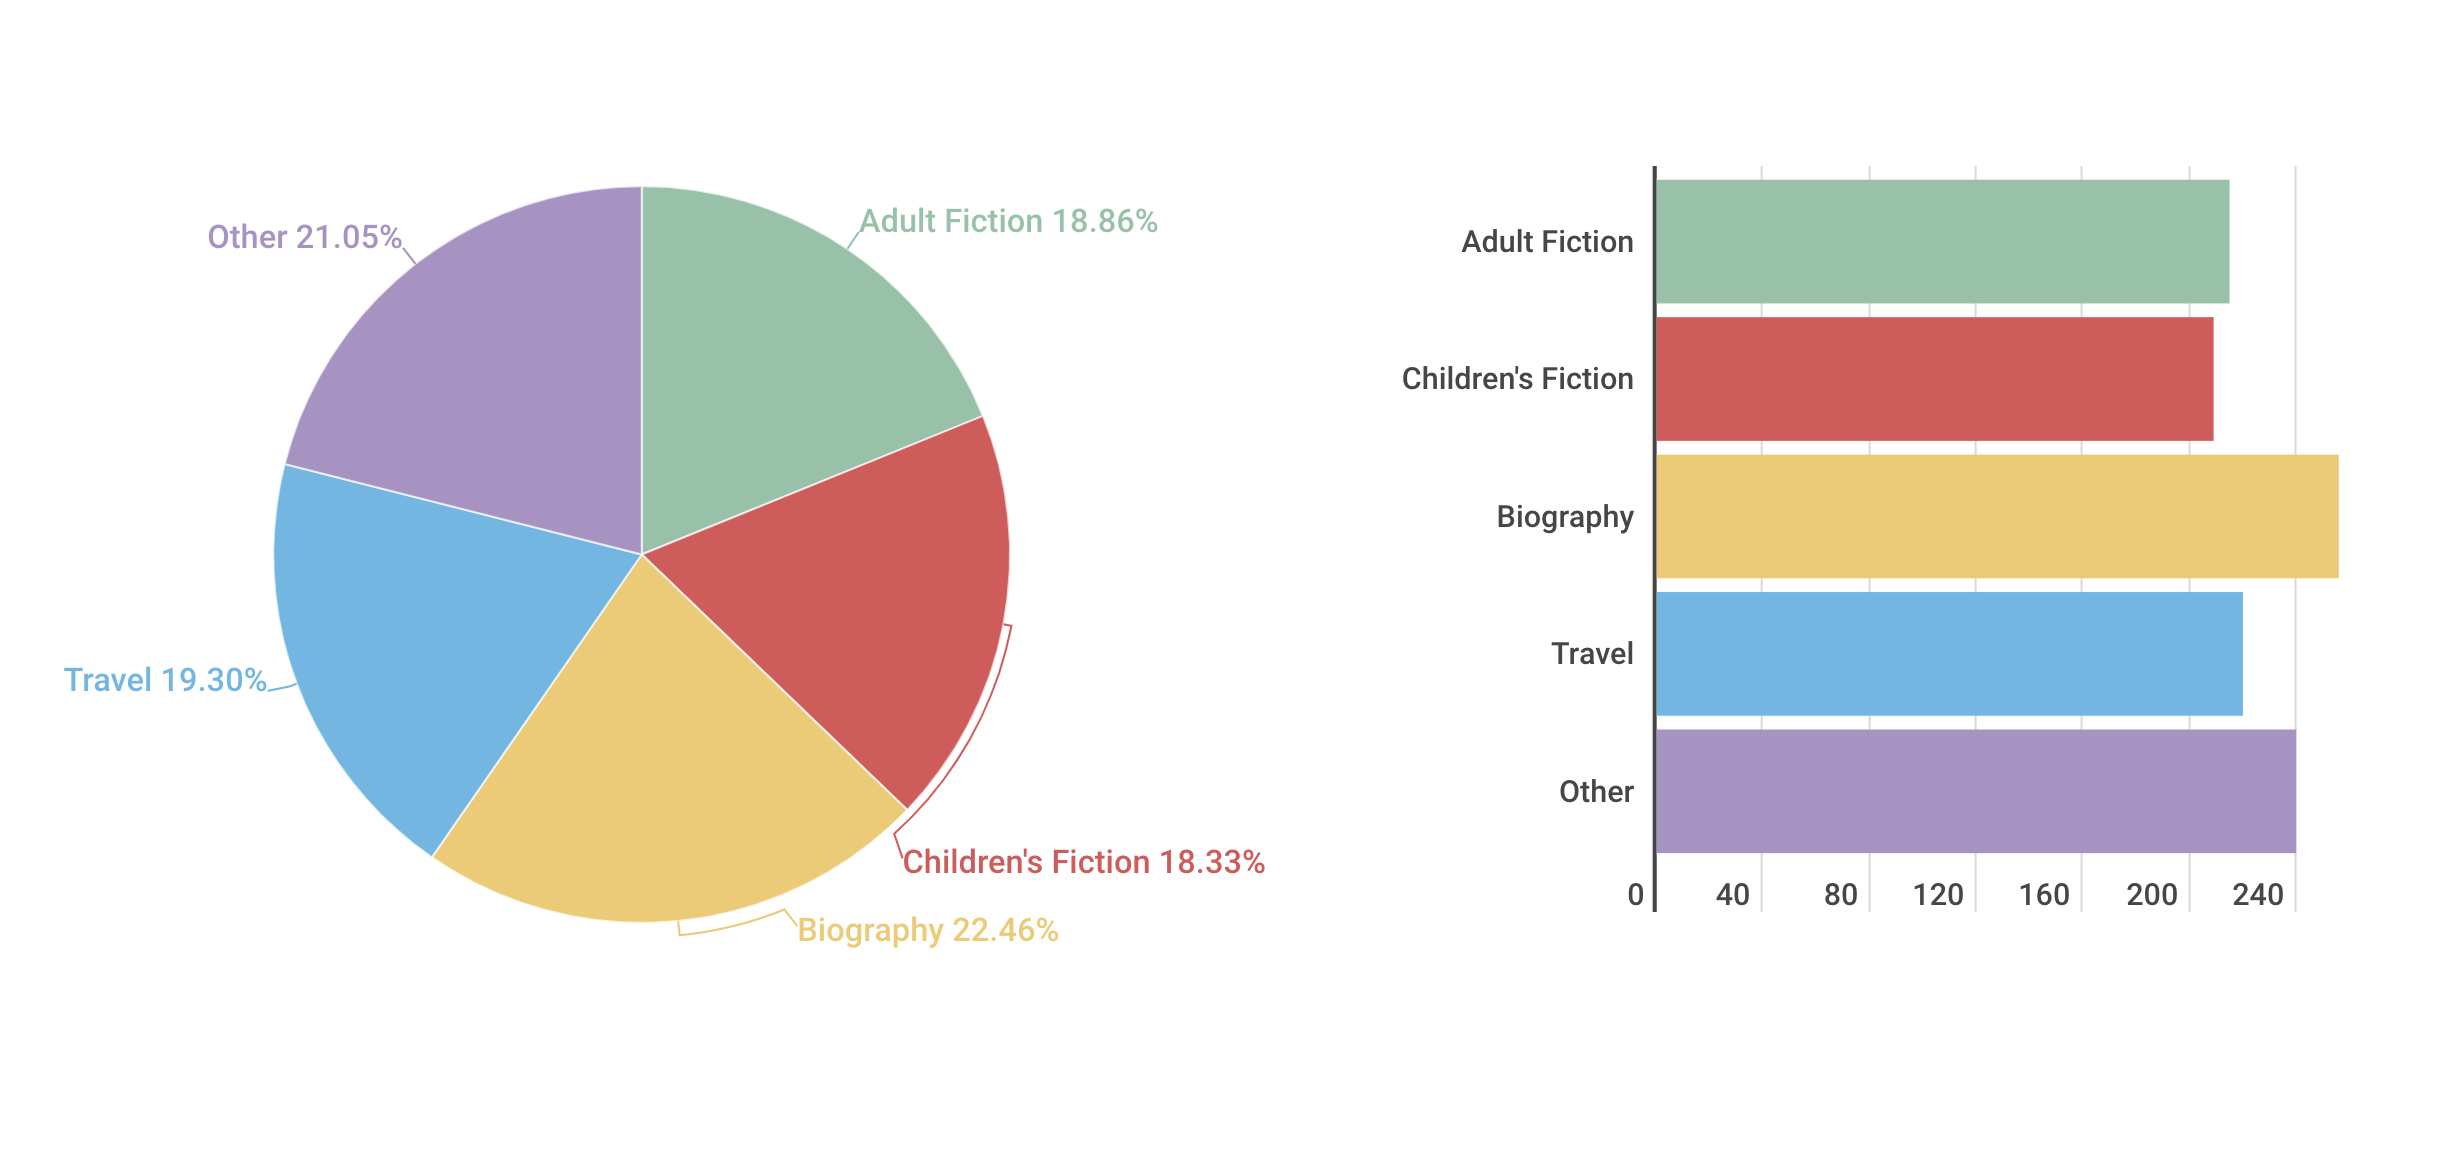 Other 21.05%
Adult Fiction 18.86%
Travel 19.30%
Children's Fiction 18.33%
Biography 22.46%
Adult Fiction
Children's Fiction
Biography
Travel
Other
0 40 80 120 160 200 240